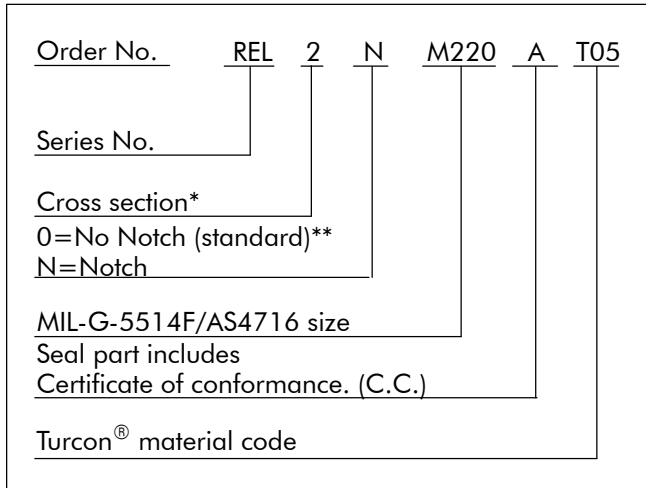 Order No. REL 2 N M220 A T05
Series No.
Cross section*
0=No Notch (standard)**
N=Notch
MIL-G-5514F/AS4716 size
Seal part includes
Certificate of conformance. (C.C.)
Turcon® material code